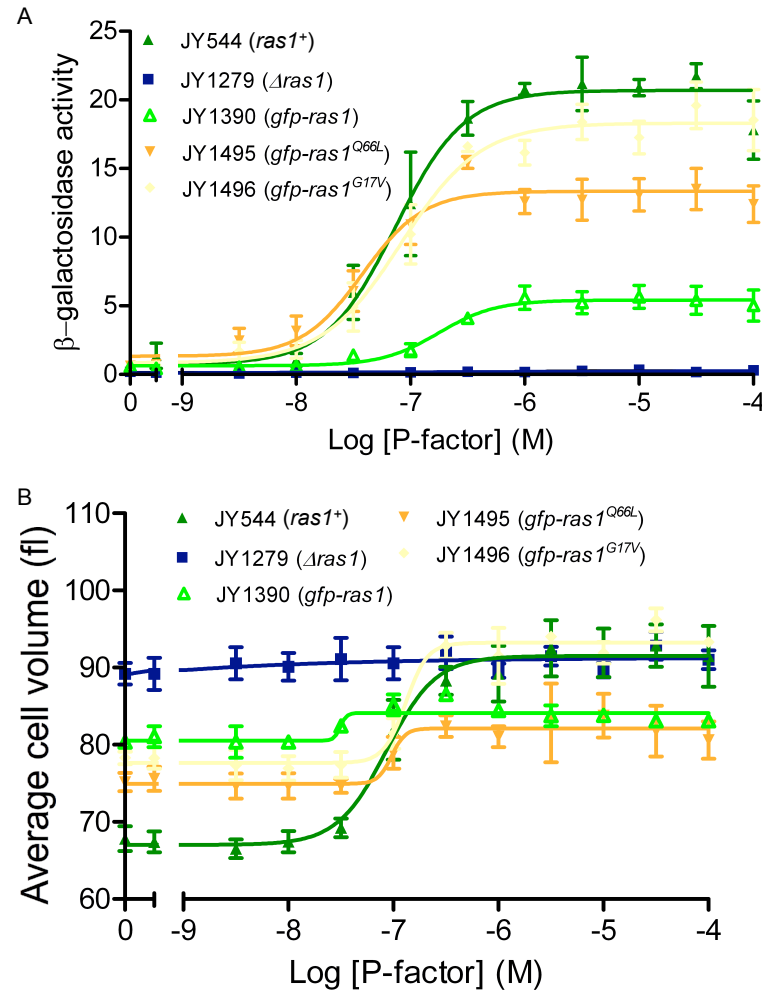 A
25
20
15
10
5
0
β–galactosidase activity
JY544 (ras1⁺)
JY1279 (Δras1)
JY1390 (gfp-ras1)
JY1495 (gfp-ras1Q66L)
JY1496 (gfp-ras1G17V)
0 -9 -8 -7 -6 -5 -4
Log [P-factor] (M)
B
110
100
90
80
70
60
Average cell volume (fl)
JY544 (ras1⁺) JY1495 (gfp-ras1Q66L)
JY1279 (Δras1) JY1496 (gfp-ras1G17V)
JY1390 (gfp-ras1)
0 -9 -8 -7 -6 -5 -4
Log [P-factor] (M)